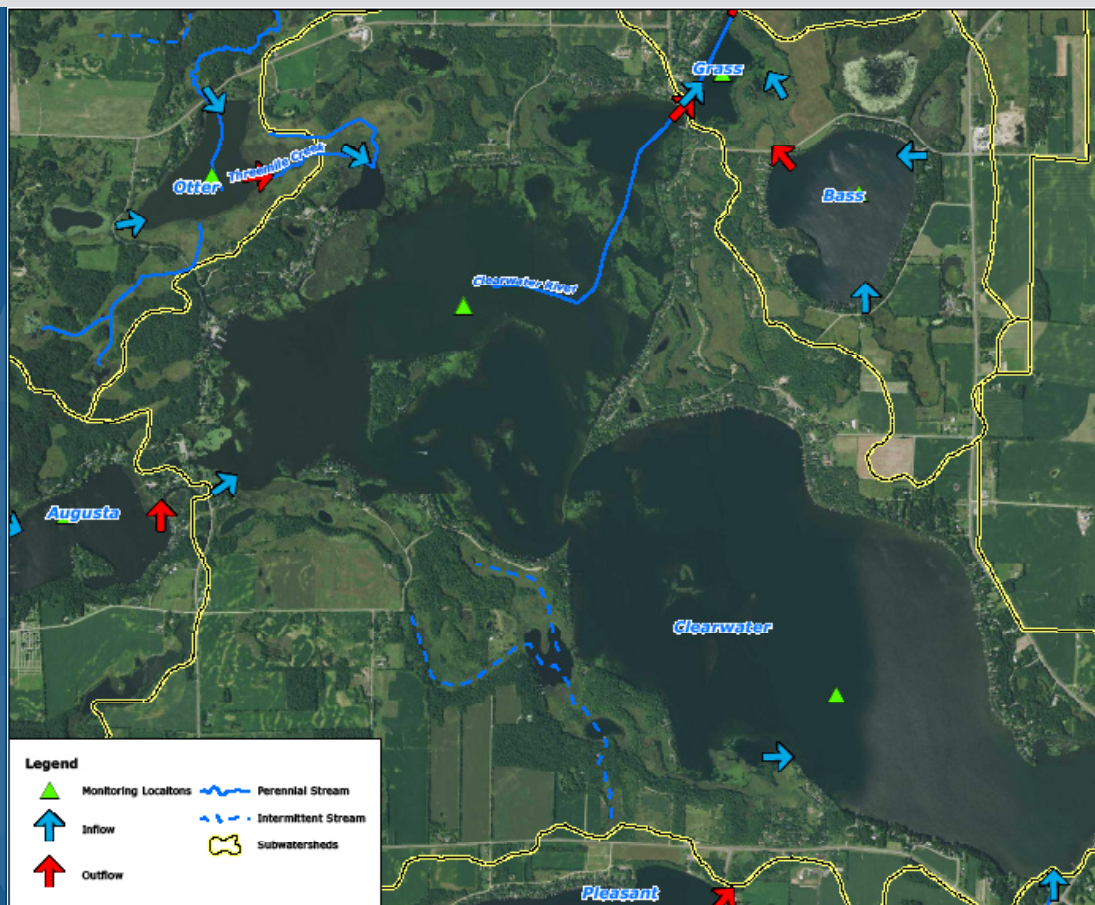 Grass
Threemile Creek
Otter
Bass
Clearwater River
Augusta
Clearwater
Legend
Monitoring Locaitons
Perennial Stream
Inflow
Intermittent Stream
Subwatersheds
Outflow
Pleasant